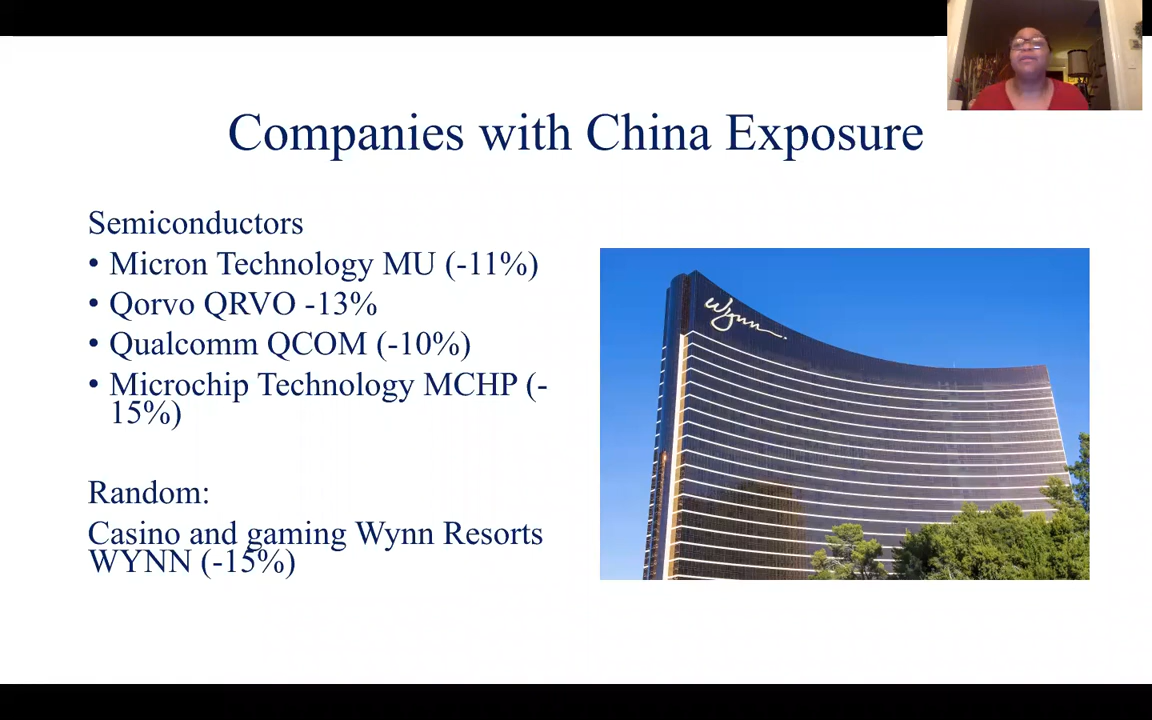 Companies with China Exposure
Semiconductors
• Micron Technology MU (-11%)
• Qorvo QRVO -13%
• Qualcomm QCOM (-10%)
• Microchip Technology MCHP (-
15%)
Random:
Casino and gaming Wynn Resorts
WYNN (-15%)
Wynn.